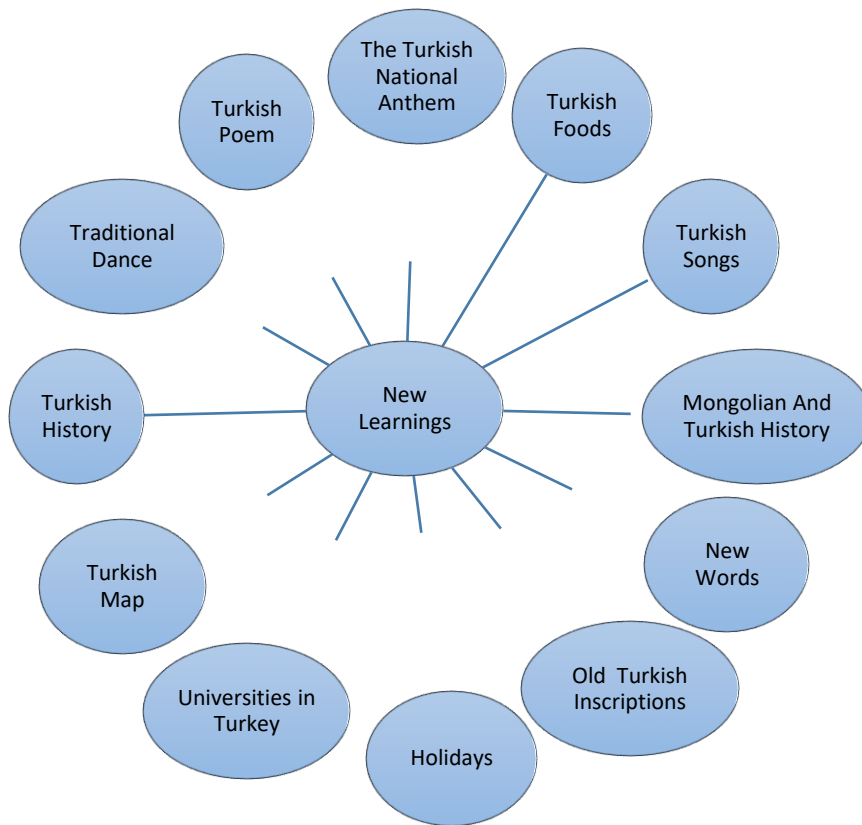 The Turkish
National
Anthem
Turkish
Foods
Turkish
Poem
Turkish
Songs
Traditional
Dance
New
Learnings
Mongolian And
Turkish History
Turkish
History
New
Words
Turkish
Map
Old  Turkish
Inscriptions
Universities in
Turkey
Holidays